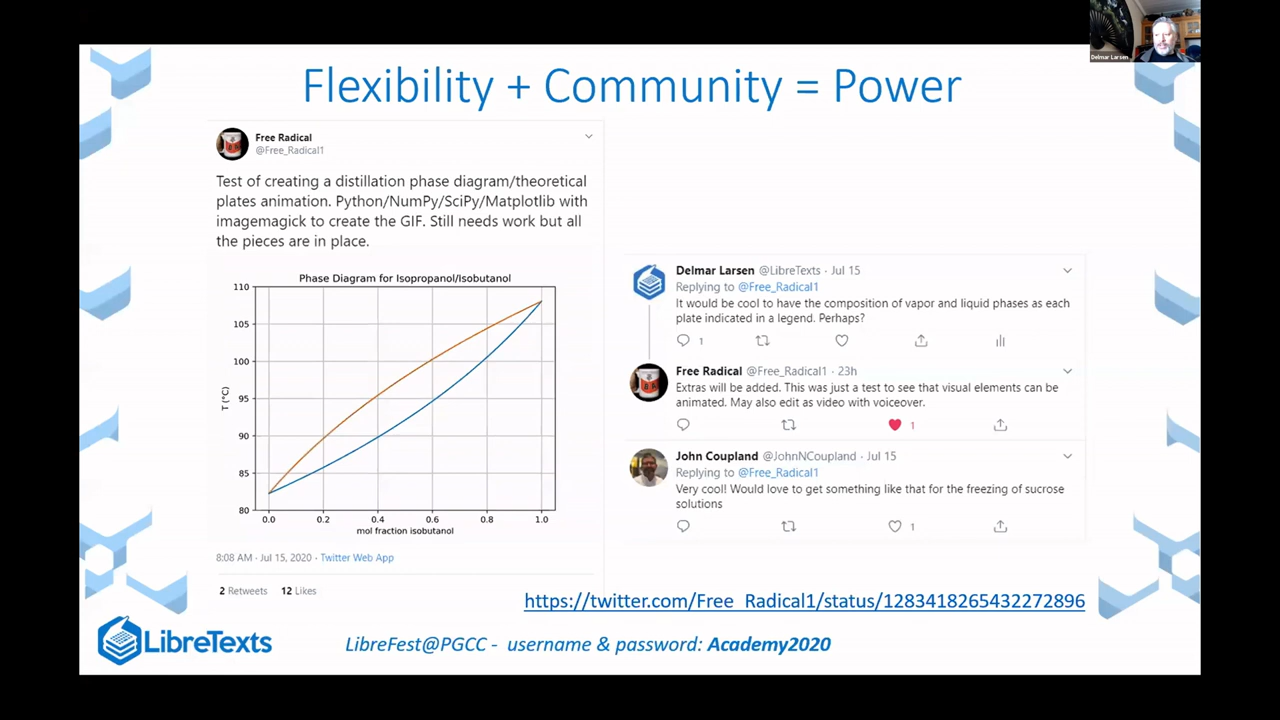 Delmar Larsen
Flexibility + Community = Power
Free Radical
@Free_Radical1
Test of creating a distillation phase diagram/theoretical
plates animation. Python/NumPy/SciPy/Matplotlib with
imagemagick to create the GIF. Still needs work but all
the pieces are in place.
Phase Diagram for Isopropanol/Isobutanol
110
105
100
95
90
85
80
T (°C)
0.0 0.2 0.4 0.6 0.8 1.0
mol fraction isobutanol
8:08 AM · Jul 15, 2020 · Twitter Web App
2 Retweets 12 Likes
Delmar Larsen @LibreTexts · Jul 15
Replying to @Free_Radical1
It would be cool to have the composition of vapor and liquid phases as each
plate indicated in a legend. Perhaps?
1
Free Radical @Free_Radical1 · 23h
Extras will be added. This was just a test to see that visual elements can be
animated. May also edit as video with voiceover.
1
John Coupland @JohnNCoupland · Jul 15
Replying to @Free_Radical1
Very cool! Would love to get something like that for the freezing of sucrose
solutions
1
https://twitter.com/Free_Radical1/status/1283418265432272896
LibreTexts
LibreFest@PGCC - username & password: Academy2020